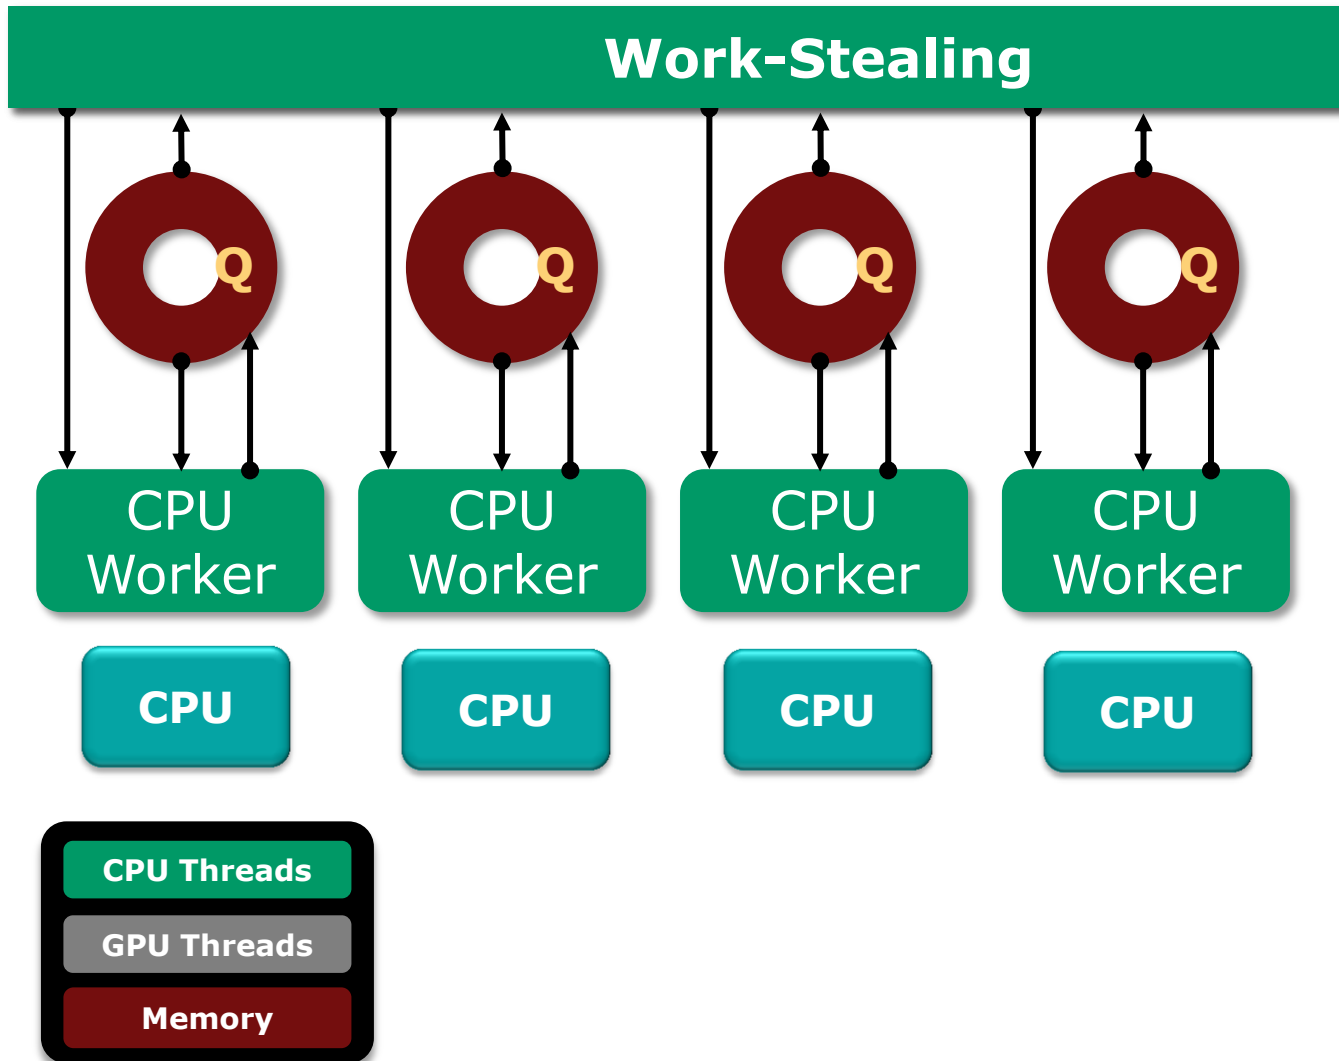 Work-Stealing
Q Q Q Q
CPU Worker
CPU Worker
CPU Worker
CPU Worker
CPU CPU CPU CPU
CPU Threads
GPU Threads
Memory